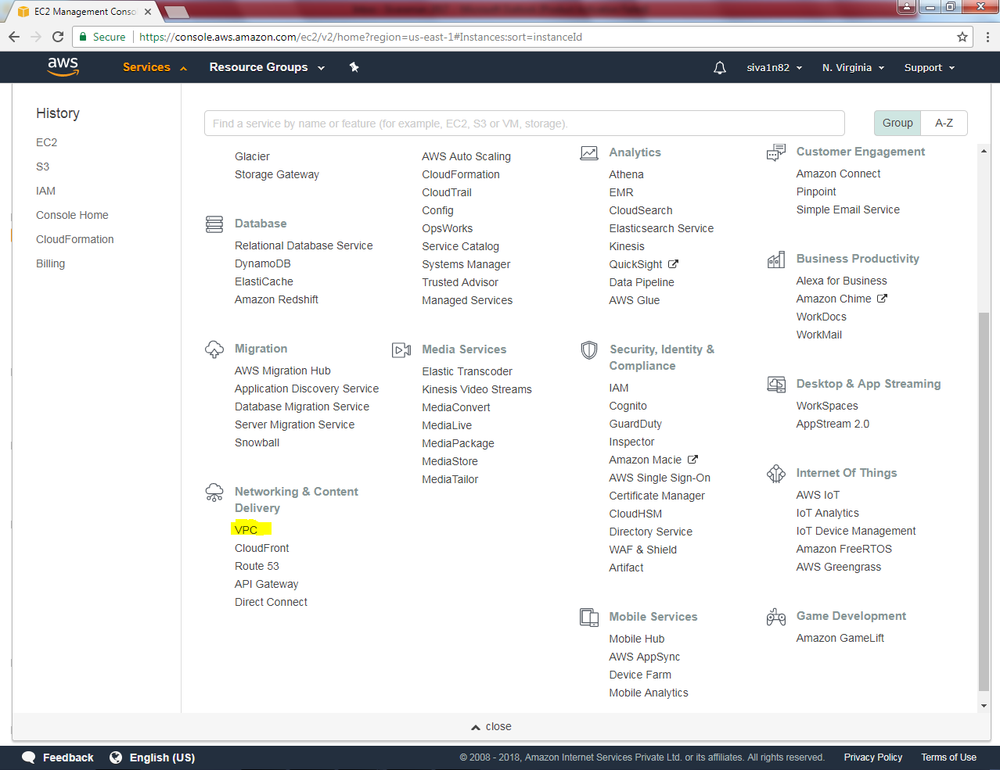 EC2 Management Conso
Secure https://console.aws.amazon.com/ec2/v2/home?region=us-east-1#Instances:sort=instanceId
aws Services Resource Groups siva1n82 N. Virginia Support
History
EC2
S3
IAM
Console Home
CloudFormation
Billing
Find a service by name or feature (for example, EC2, S3 or VM, storage).
Group A-Z
Glacier
Storage Gateway
Database
Relational Database Service
DynamoDB
ElastiCache
Amazon Redshift
Migration
AWS Migration Hub
Application Discovery Service
Database Migration Service
Server Migration Service
Snowball
Networking & Content
Delivery
VPC
CloudFront
Route 53
API Gateway
Direct Connect
AWS Auto Scaling
CloudFormation
CloudTrail
Config
OpsWorks
Service Catalog
Systems Manager
Trusted Advisor
Managed Services
Media Services
Elastic Transcoder
Kinesis Video Streams
MediaConvert
MediaLive
MediaPackage
MediaStore
MediaTailor
Analytics
Athena
EMR
CloudSearch
Elasticsearch Service
Kinesis
QuickSight
Data Pipeline
AWS Glue
Security, Identity &
Compliance
IAM
Cognito
GuardDuty
Inspector
Amazon Macie
AWS Single Sign-On
Certificate Manager
CloudHSM
Directory Service
WAF & Shield
Artifact
Mobile Services
Mobile Hub
AWS AppSync
Device Farm
Mobile Analytics
Customer Engagement
Amazon Connect
Pinpoint
Simple Email Service
Business Productivity
Alexa for Business
Amazon Chime
WorkDocs
WorkMail
Desktop & App Streaming
WorkSpaces
AppStream 2.0
Internet Of Things
AWS IoT
IoT Analytics
IoT Device Management
Amazon FreeRTOS
AWS Greengrass
Game Development
Amazon GameLift
close
Feedback English (US) © 2008 - 2018, Amazon Internet Services Private Ltd. or its affiliates. All rights reserved. Privacy Policy Terms of Use